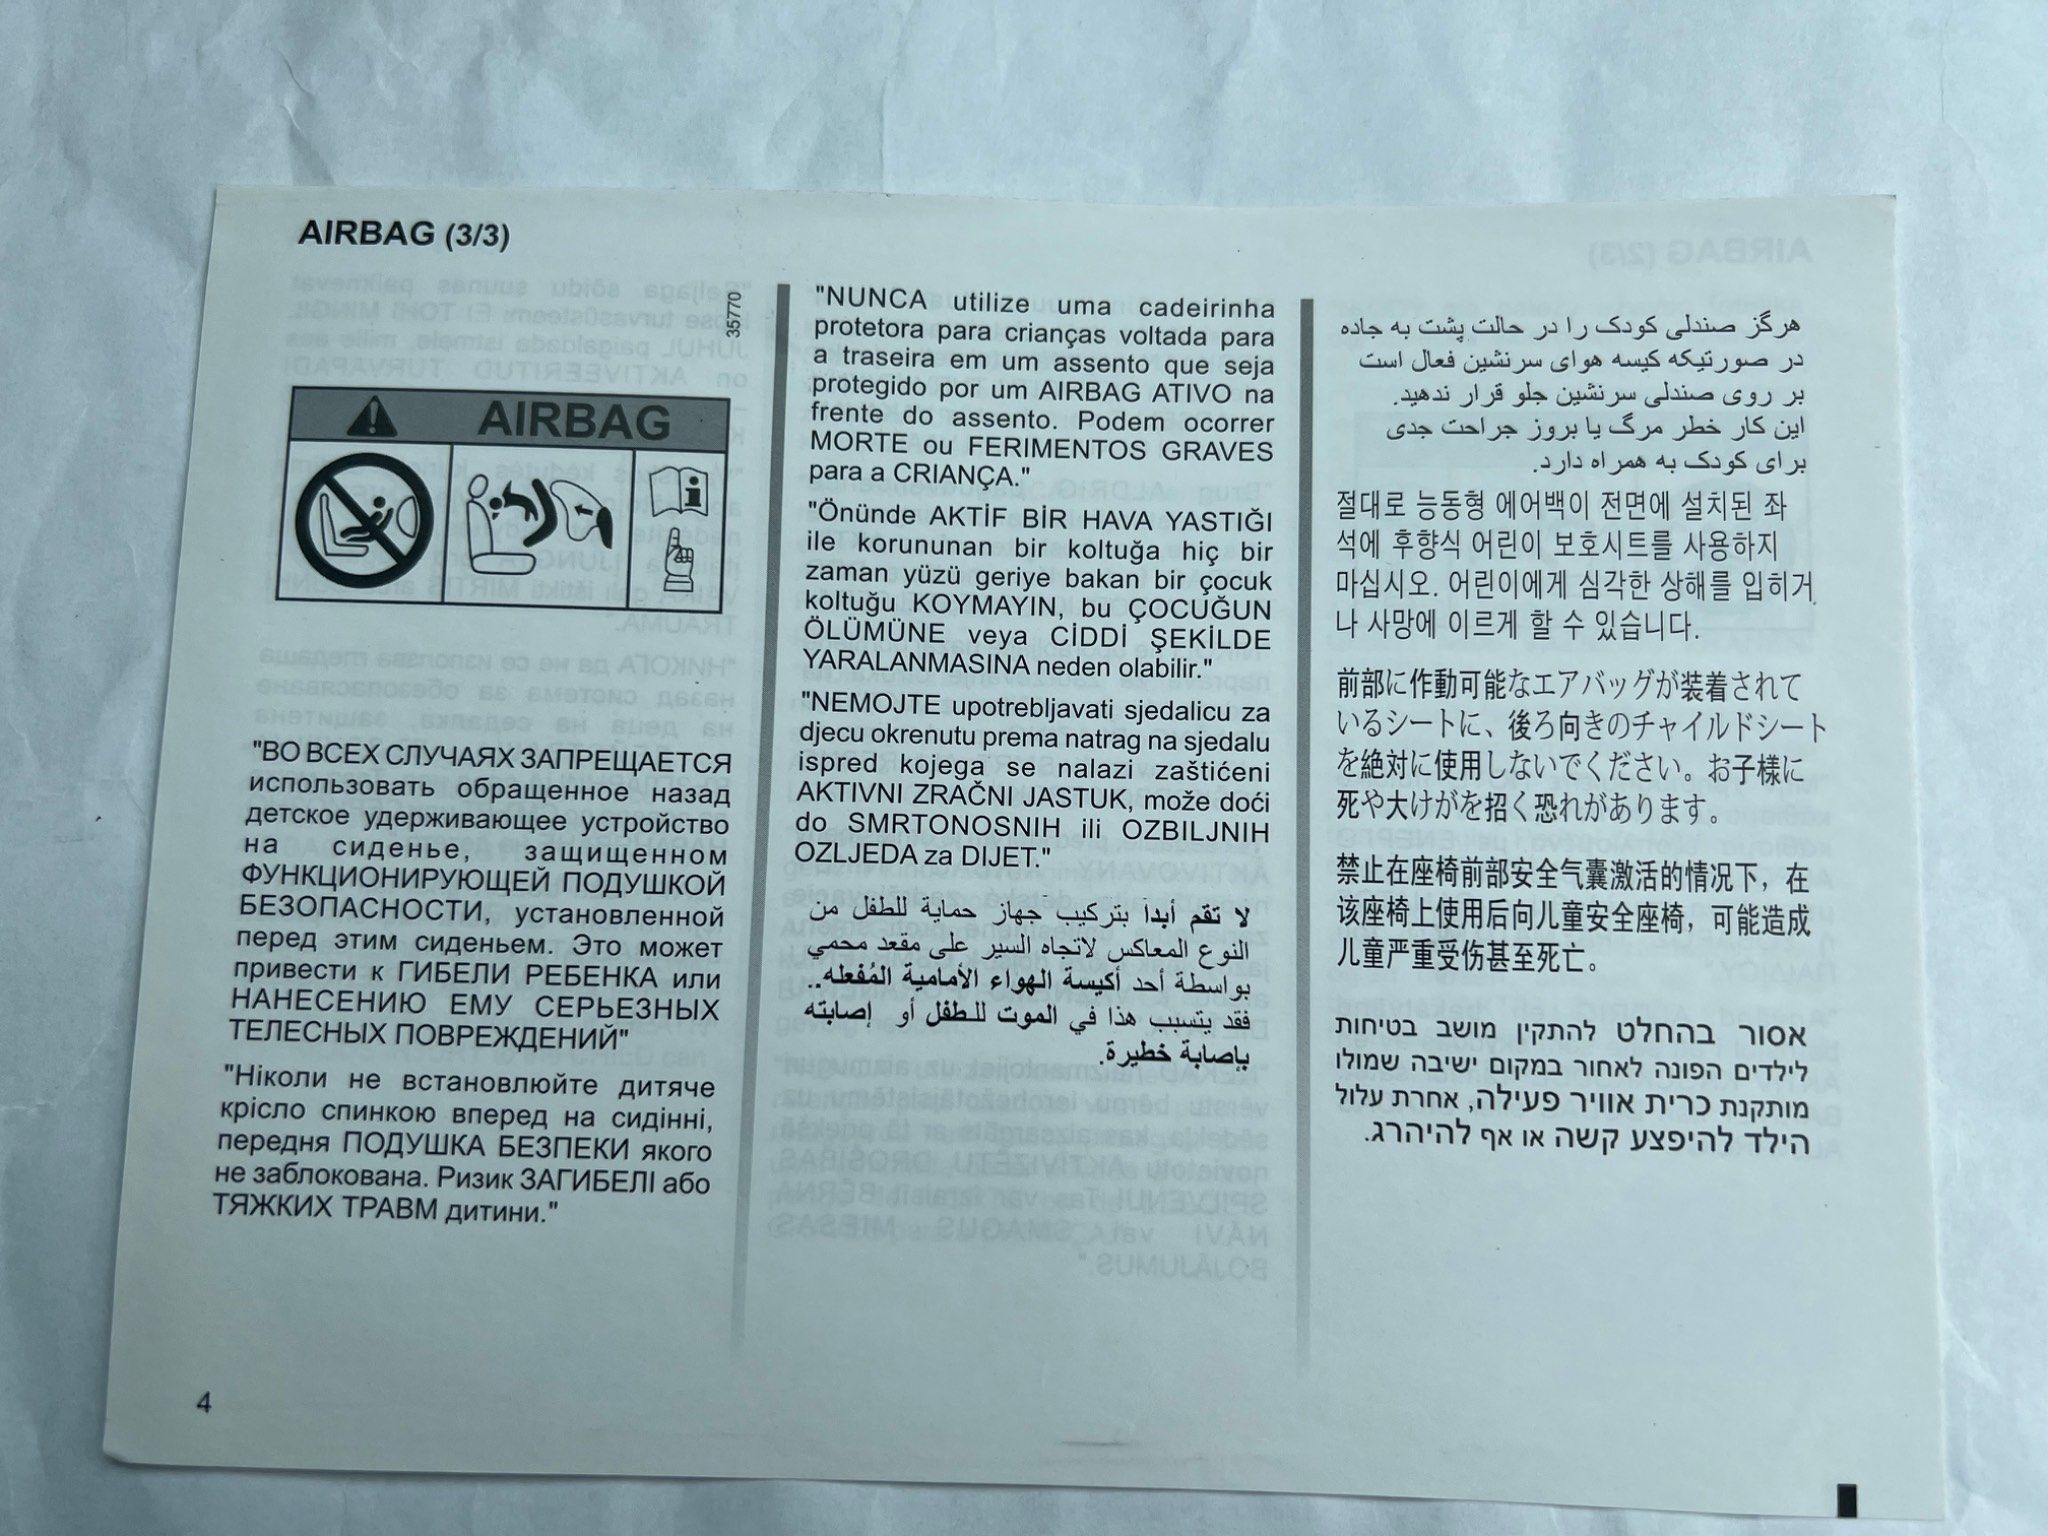 AIRBAG (3/3)
35770
AIRBAG
"ВО ВСЕХ СЛУЧАЯХ ЗАПРЕЩАЕТСЯ
использовать обращенное назад
детское удерживающее устройство
на сиденье, защищенном
ФУНКЦИОНИРУЮЩЕЙ ПОДУШКОЙ
БЕЗОПАСНОСТИ, установленной
перед этим сиденьем. Это может
привести к ГИБЕЛИ РЕБЕНКА или
НАНЕСЕНИЮ ЕМУ СЕРЬЕЗНЫХ
ТЕЛЕСНЫХ ПОВРЕЖДЕНИЙ"
"Ніколи не встановлюйте дитяче
крісло спинкою вперед на сидінні,
передня ПОДУШКА БЕЗПЕКИ якого
не заблокована. Ризик ЗАГИБЕЛІ або
ТЯЖКИХ ТРАВМ дитини."
"NUNCA utilize uma cadeirinha
protetora para crianças voltada para
a traseira em um assento que seja
protegido por um AIRBAG ATIVO na
frente do assento. Podem ocorrer
MORTE ou FERIMENTOS GRAVES
para a CRIANÇA."
"Önünde AKTİF BİR HAVA YASTIĞI
ile korununan bir koltuğa hiç bir
zaman yüzü geriye bakan bir çocuk
koltuğu KOYMAYIN, bu ÇOCUĞUN
ÖLÜMÜNE veya CİDDİ ŞEKİLDE
YARALANMASINA neden olabilir."
"NEMOJTE upotrebljavati sjedalicu za
djecu okrenutu prema natrag na sjedalu
ispred kojega se nalazi zaštićeni
AKTIVNI ZRAČNI JASTUK, može doći
do SMRTONOSNIH ili OZBILJNIH
OZLJEDA za DIJET."
لا تقم أبدأ بتركيب جهاز حماية للطفل من
النوع المعاكس لاتجاه السير على مقعد محمي
بواسطة أحد أكيسة الهواء الأمامية المُفعله..
فقد يتسبب هذا في الموت للطفل أو إصابته
بإصابة خطيرة.
هرگز صندلی کودک را در حالت پشت به جاده
در صورتیکه کیسه هوای سرنشین فعال است
بر روی صندلی سرنشین جلو قرار ندهید.
این کار خطر مرگ یا بروز جراحت جدی
برای کودک به همراه دارد.
절대로 능동형 에어백이 전면에 설치된 좌
석에 후향식 어린이 보호시트를 사용하지
마십시오. 어린이에게 심각한 상해를 입히거
나 사망에 이르게 할 수 있습니다.
前部に作動可能なエアバッグが装着されて
いるシートに、後ろ向きのチャイルドシート
を絶対に使用しないでください。お子様に
死や大けがを招く恐れがあります。
禁止在座椅前部安全气囊激活的情况下，在
该座椅上使用后向儿童安全座椅，可能造成
儿童严重受伤甚至死亡。
אסור בהחלט להתקין מושב בטיחות
לילדים הפונה לאחור במקום ישיבה שמולו
מותקנת כרית אוויר פעילה, אחרת עלול
הילד להיפצע קשה או אף להיהרג.
4